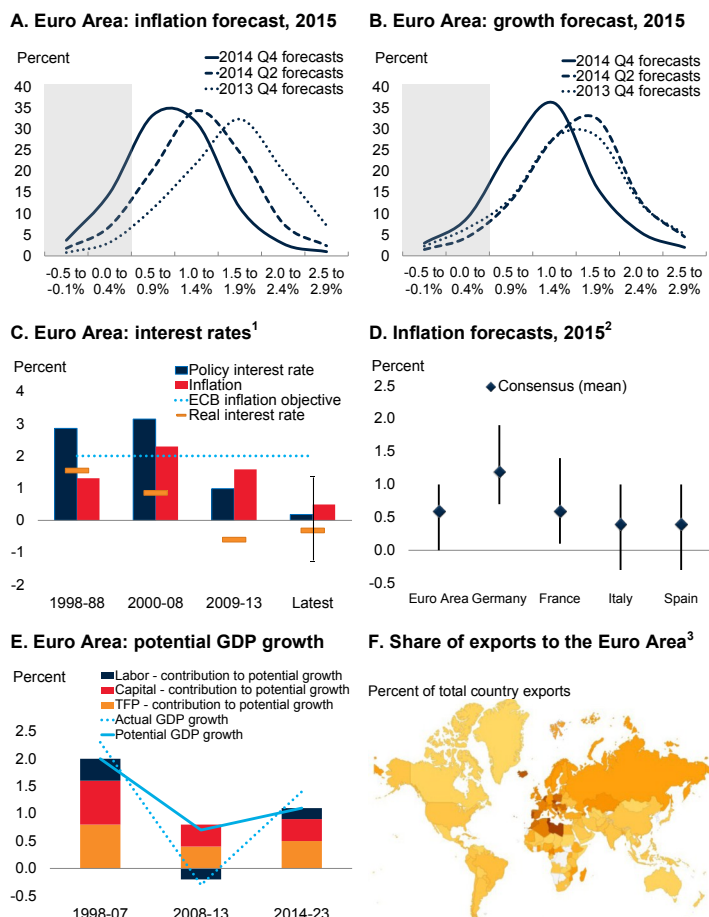 A. Euro Area: inflation forecast, 2015
Percent
2014 Q4 forecasts
2014 Q2 forecasts
2013 Q4 forecasts
40
35
30
25
20
15
10
5
0
-0.5 to 0.0 to 0.5 to 1.0 to 1.5 to 2.0 to 2.5 to
-0.1% 0.4% 0.9% 1.4% 1.9% 2.4% 2.9%
B. Euro Area: growth forecast, 2015
Percent
2014 Q4 forecasts
2014 Q2 forecasts
2013 Q4 forecasts
40
35
30
25
20
15
10
5
0
-0.5 to 0.0 to 0.5 to 1.0 to 1.5 to 2.0 to 2.5 to
-0.1% 0.4% 0.9% 1.4% 1.9% 2.4% 2.9%
C. Euro Area: interest rates¹
Percent
Policy interest rate
Inflation
ECB inflation objective
Real interest rate
4
3
2
1
0
-1
-2
1998-88 2000-08 2009-13 Latest
D. Inflation forecasts, 2015²
Percent
Consensus (mean)
2.5
2.0
1.5
1.0
0.5
0.0
-0.5
Euro Area Germany France Italy Spain
E. Euro Area: potential GDP growth
Percent
Labor - contribution to potential growth
Capital - contribution to potential growth
TFP - contribution to potential growth
Actual GDP growth
Potential GDP growth
2.5
2.0
1.5
1.0
0.5
0.0
-0.5
1998-07 2008-13 2014-23
F. Share of exports to the Euro Area³
Percent of total country exports